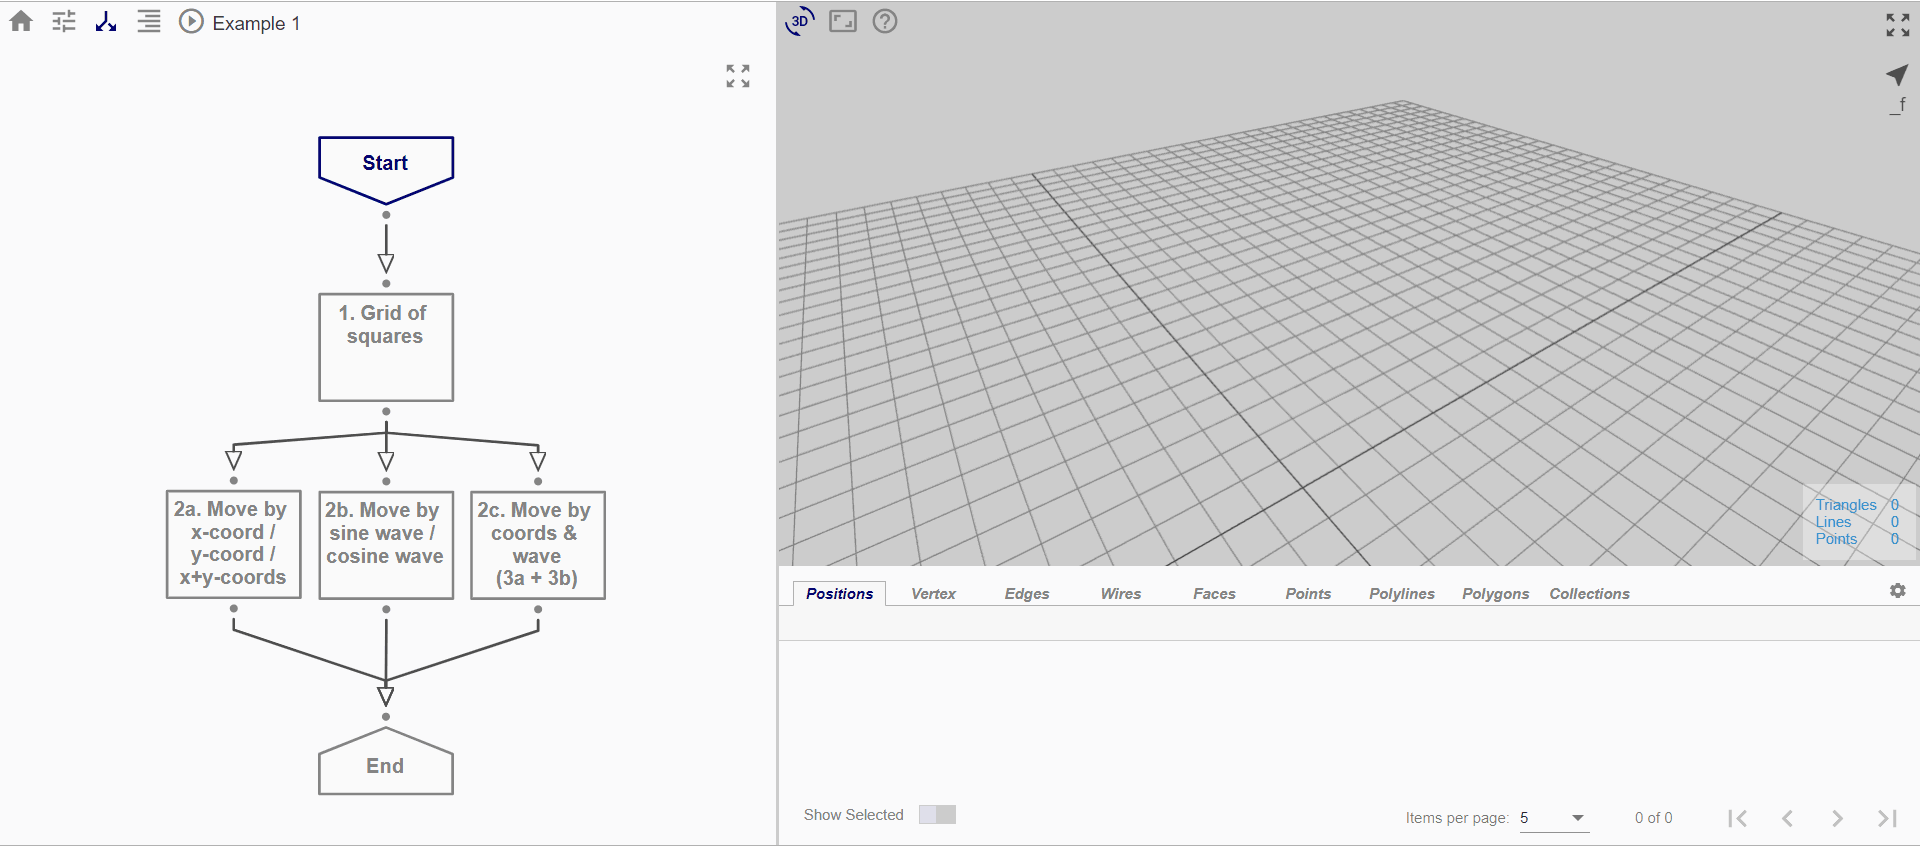 Example 1
Start
1. Grid of
squares
2a. Move by
x-coord /
y-coord /
x+y-coords
2b. Move by
sine wave /
cosine wave
2c. Move by
coords &
wave
(3a + 3b)
End
3D
_f
Triangles 0
Lines 0
Points 0
Positions Vertex Edges Wires Faces Points Polylines Polygons Collections
Show Selected
Items per page: 5 0 of 0